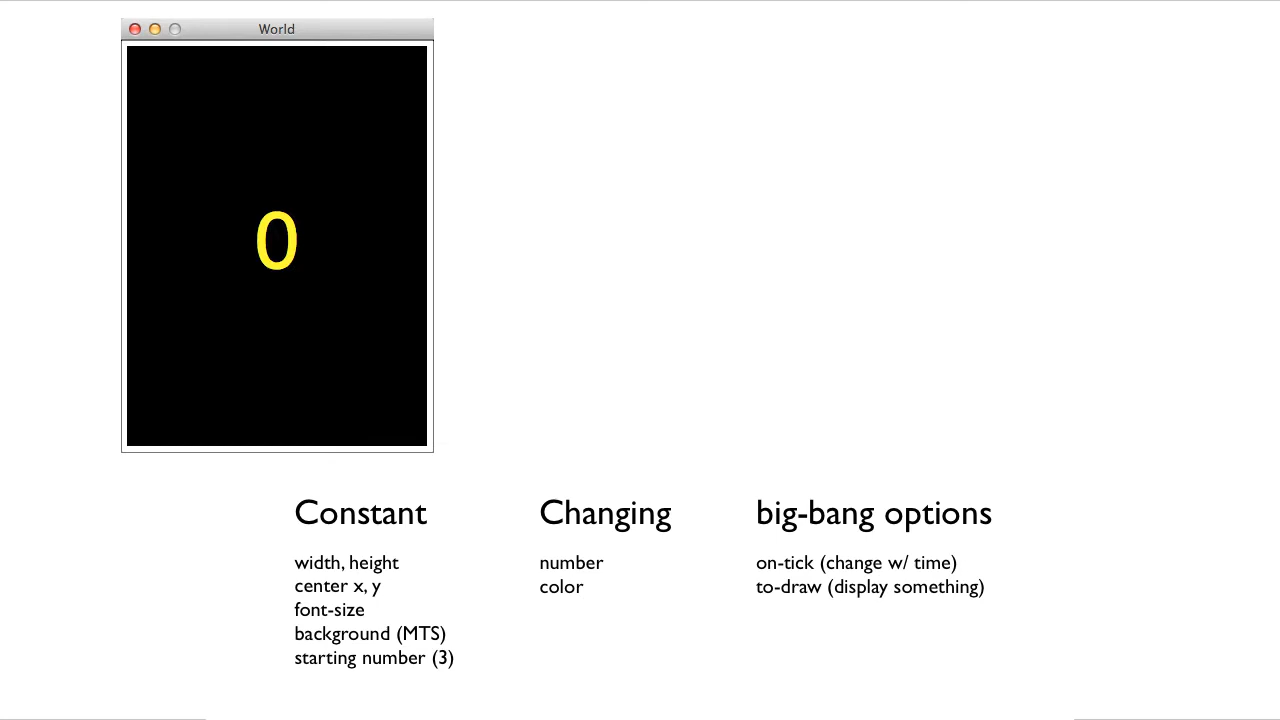 World
0
Constant
width, height
center x, y
font-size
background (MTS)
starting number (3)
Changing
number
color
big-bang options
on-tick (change w/ time)
to-draw (display something)